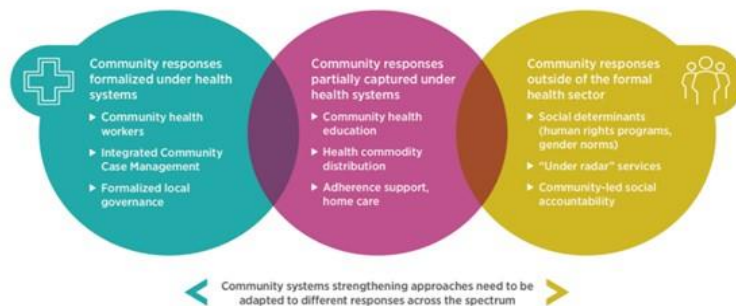 Community responses
formalized under health
systems
▶ Community health
workers
▶ Integrated Community
Case Management
▶ Formalized local
governance
Community responses
partially captured under
health systems
▶ Community health
education
▶ Health commodity
distribution
▶ Adherence support,
home care
Community responses
outside of the formal
health sector
▶ Social determinants
(human rights programs,
gender norms)
▶ “Under radar” services
▶ Community-led social
accountability
Community systems strengthening approaches need to be
adapted to different responses across the spectrum